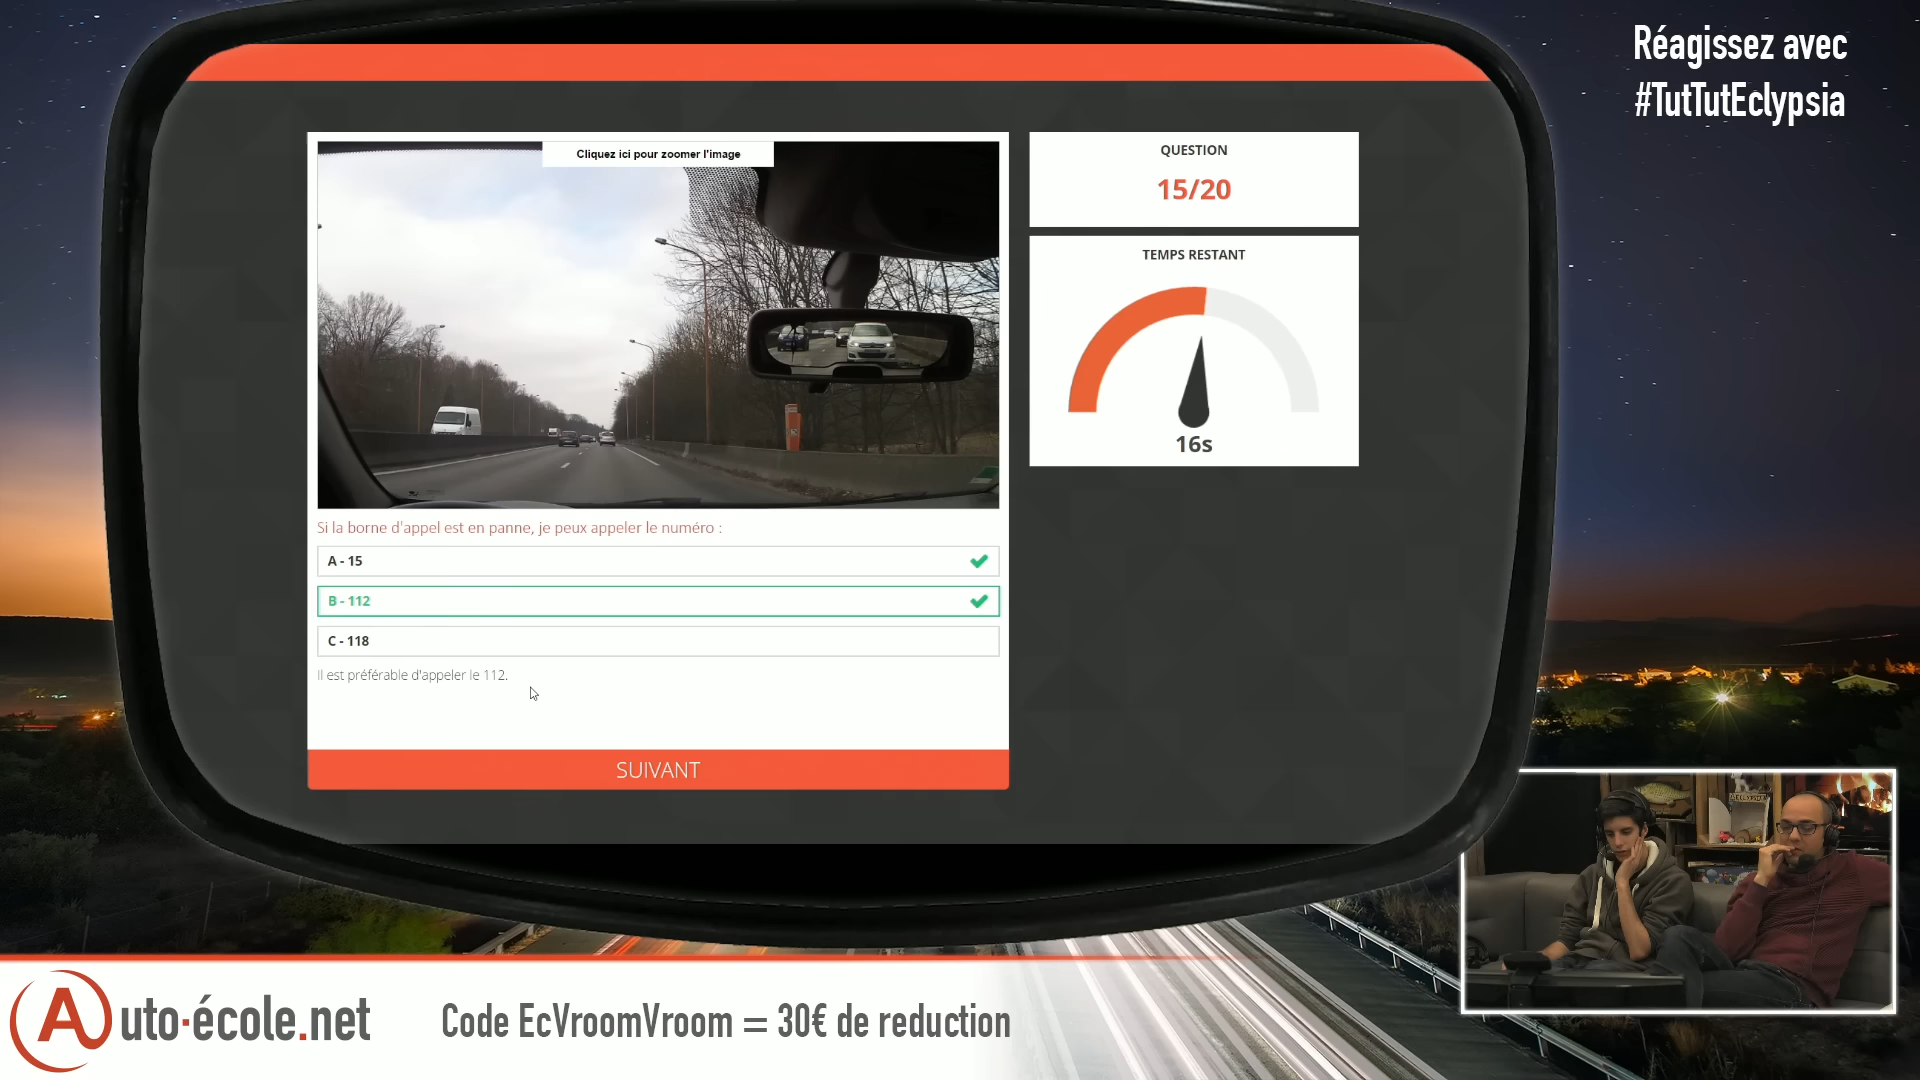 Réagissez avec
#TutTutEclypsia
Cliquez ici pour zoomer l'image
QUESTION
15/20
TEMPS RESTANT
16s
Si la borne d'appel est en panne, je peux appeler le numéro :
A - 15
B - 112
C - 118
Il est préférable d'appeler le 112.
SUIVANT
Auto·école.net
Code EcVroomVroom = 30€ de reduction